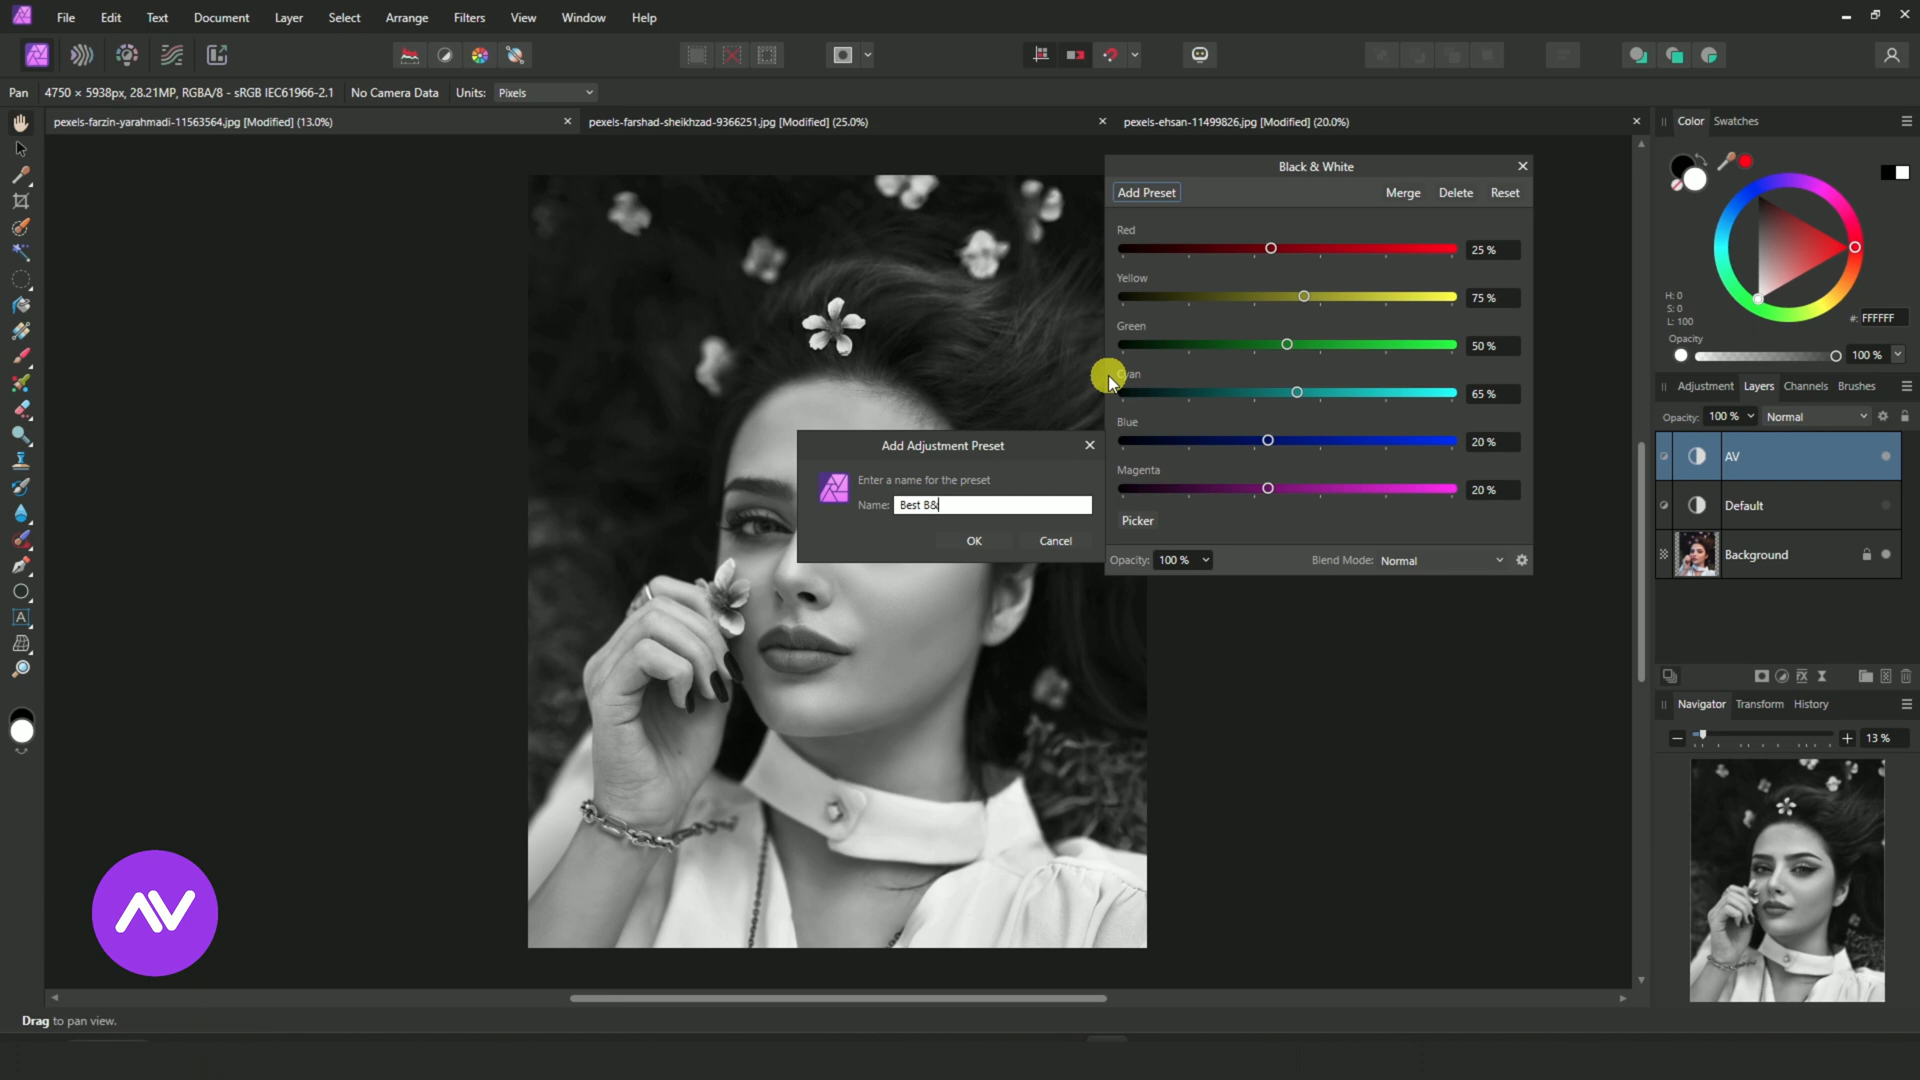 File Edit Text Document Layer Select Arrange Filters View Window Help
Pan 4750 × 5938px, 28.21MP, RGBA/8 - sRGB IEC61966-2.1 No Camera Data Units: Pixels
pexels-farzin-yarahmadi-11563564.jpg [Modified] (13.0%) pexels-farshad-sheikhzad-9366251.jpg [Modified] (25.0%) pexels-ehsan-11499826.jpg [Modified] (20.0%)
Color Swatches
H: 0
S: 0
L: 100
#: FFFFFF
Opacity
100 %
Black & White
Add Preset Merge Delete Reset
Red
25 %
Yellow
75 %
Green
50 %
Cyan
65 %
Blue
20 %
Magenta
20 %
Picker
Opacity: 100 % Blend Mode: Normal
Add Adjustment Preset
Enter a name for the preset
Name: Best B&
OK Cancel
Adjustment Layers Channels Brushes
Opacity: 100 % Normal
AV
Default
Background
Navigator Transform History
13 %
AV
Drag to pan view.